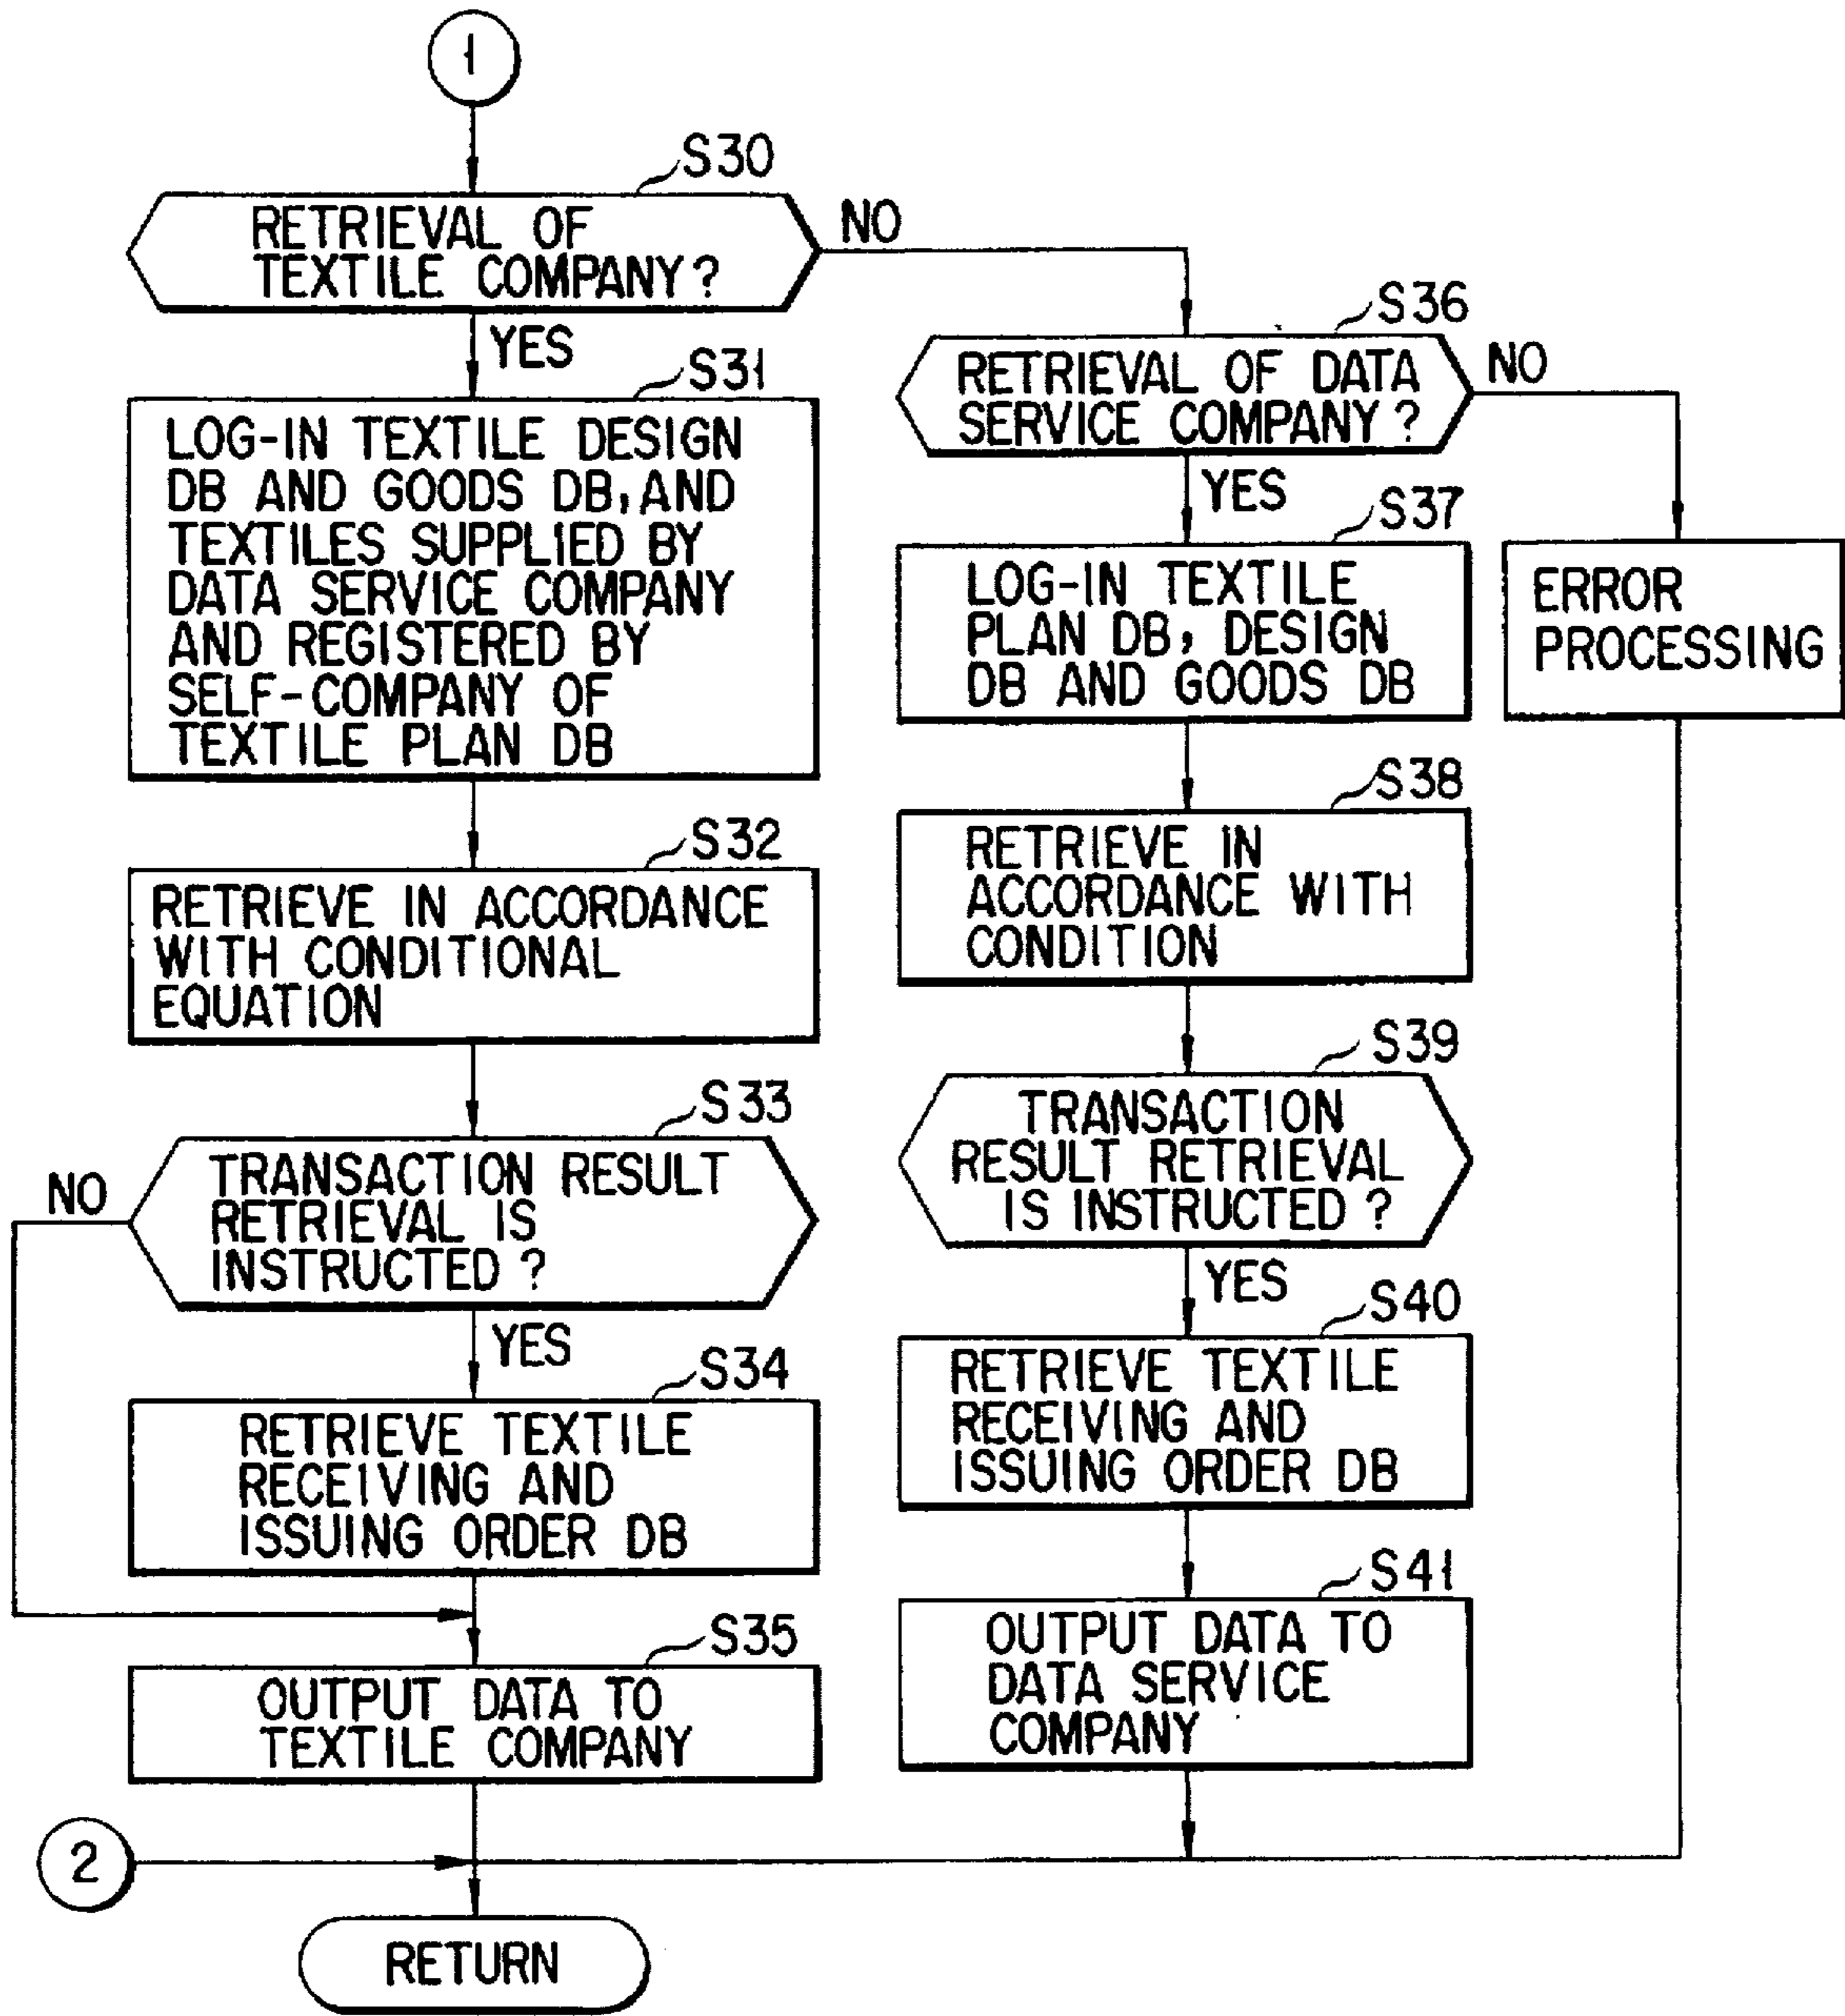 1
S30
RETRIEVAL OF
TEXTILE COMPANY?
NO
YES
S31
LOG-IN TEXTILE DESIGN
DB AND GOODS DB, AND
TEXTILES SUPPLIED BY
DATA SERVICE COMPANY
AND REGISTERED BY
SELF-COMPANY OF
TEXTILE PLAN DB
S32
RETRIEVE IN ACCORDANCE
WITH CONDITIONAL
EQUATION
S33
TRANSACTION RESULT
RETRIEVAL IS
INSTRUCTED?
NO
YES
S34
RETRIEVE TEXTILE
RECEIVING AND
ISSUING ORDER DB
S35
OUTPUT DATA TO
TEXTILE COMPANY
S36
RETRIEVAL OF DATA
SERVICE COMPANY?
NO
YES
S37
LOG-IN TEXTILE
PLAN DB, DESIGN
DB AND GOODS DB
ERROR
PROCESSING
S38
RETRIEVE IN
ACCORDANCE WITH
CONDITION
S39
TRANSACTION
RESULT RETRIEVAL
IS INSTRUCTED?
YES
S40
RETRIEVE TEXTILE
RECEIVING AND
ISSUING ORDER DB
S41
OUTPUT DATA TO
DATA SERVICE
COMPANY
2
RETURN